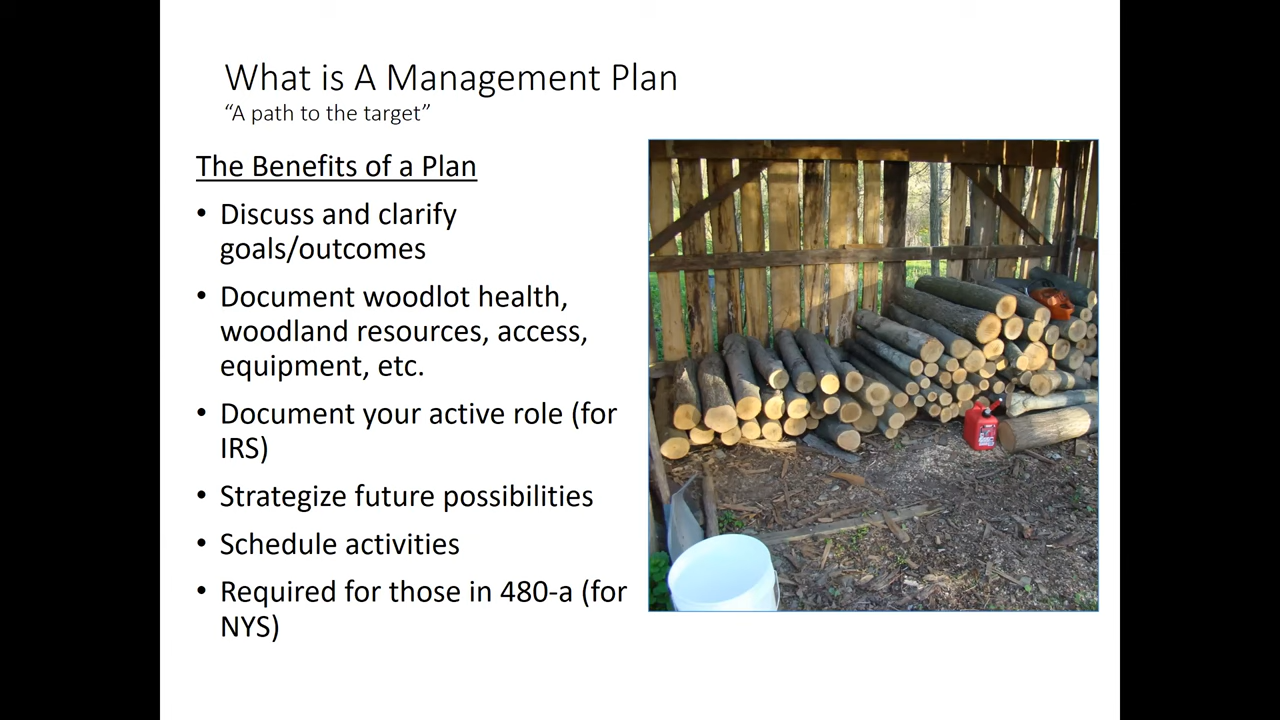 What is A Management Plan
“A path to the target”
The Benefits of a Plan
• Discuss and clarify
goals/outcomes
• Document woodlot health,
woodland resources, access,
equipment, etc.
• Document your active role (for
IRS)
• Strategize future possibilities
• Schedule activities
• Required for those in 480-a (for
NYS)